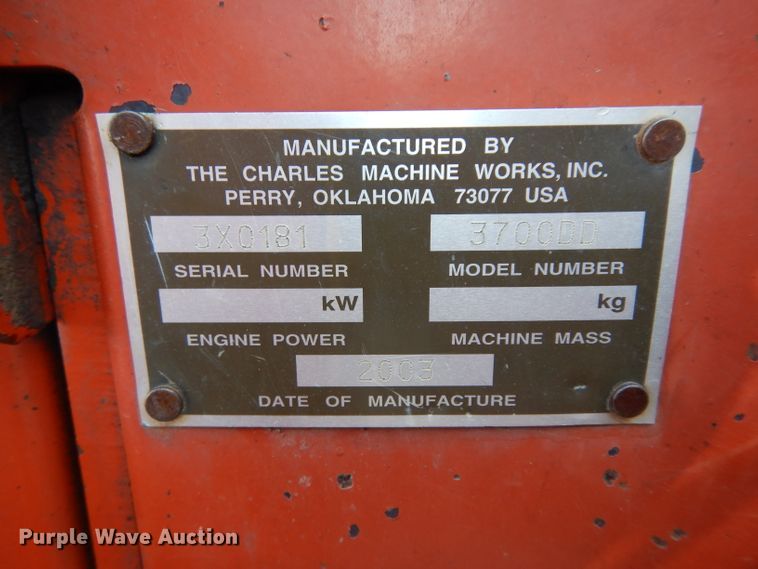 MANUFACTURED BY
THE CHARLES MACHINE WORKS, INC.
PERRY, OKLAHOMA 73077 USA
3X0181 3700DD
SERIAL NUMBER MODEL NUMBER
kW kg
ENGINE POWER MACHINE MASS
2003
DATE OF MANUFACTURE
Purple Wave Auction